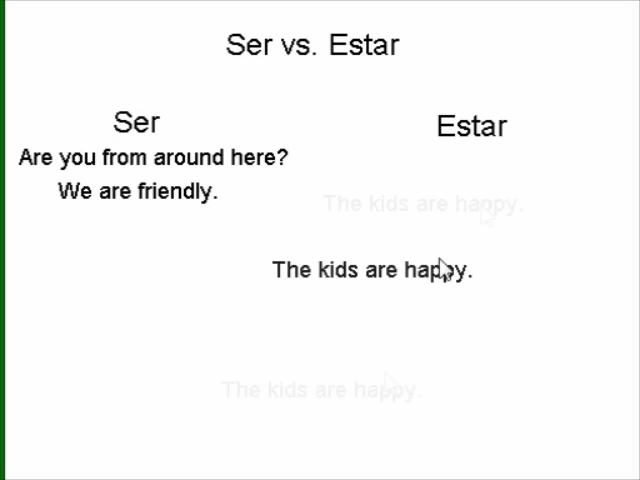 Ser vs. Estar
Ser
Estar
Are you from around here?
We are friendly.
The kids are happy.
The kids are happy.
The kids are happy.